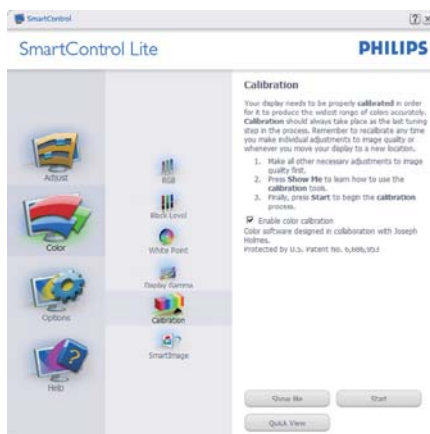 SmartControl
SmartControl Lite
PHILIPS
Adjust
Color
Options
Help
RGB
Black Level
White Point
Display Gamma
Calibration
SmartImage
Calibration
Your display needs to be properly calibrated in order
for it to produce the widest range of colors accurately.
Calibration should always take place as the last tuning
step in the process. Remember to recalibrate any time
you make individual adjustments to image quality or
whenever you move your display to a new location.
1. Make all other necessary adjustments to image
quality first.
2. Press Show Me to learn how to use the
calibration tools.
3. Finally, press Start to begin the calibration
process.
Enable color calibration
Color software designed in collaboration with Joseph
Holmes.
Protected by U.S. Patent No. 6,686,953
Show Me
Start
Quick View